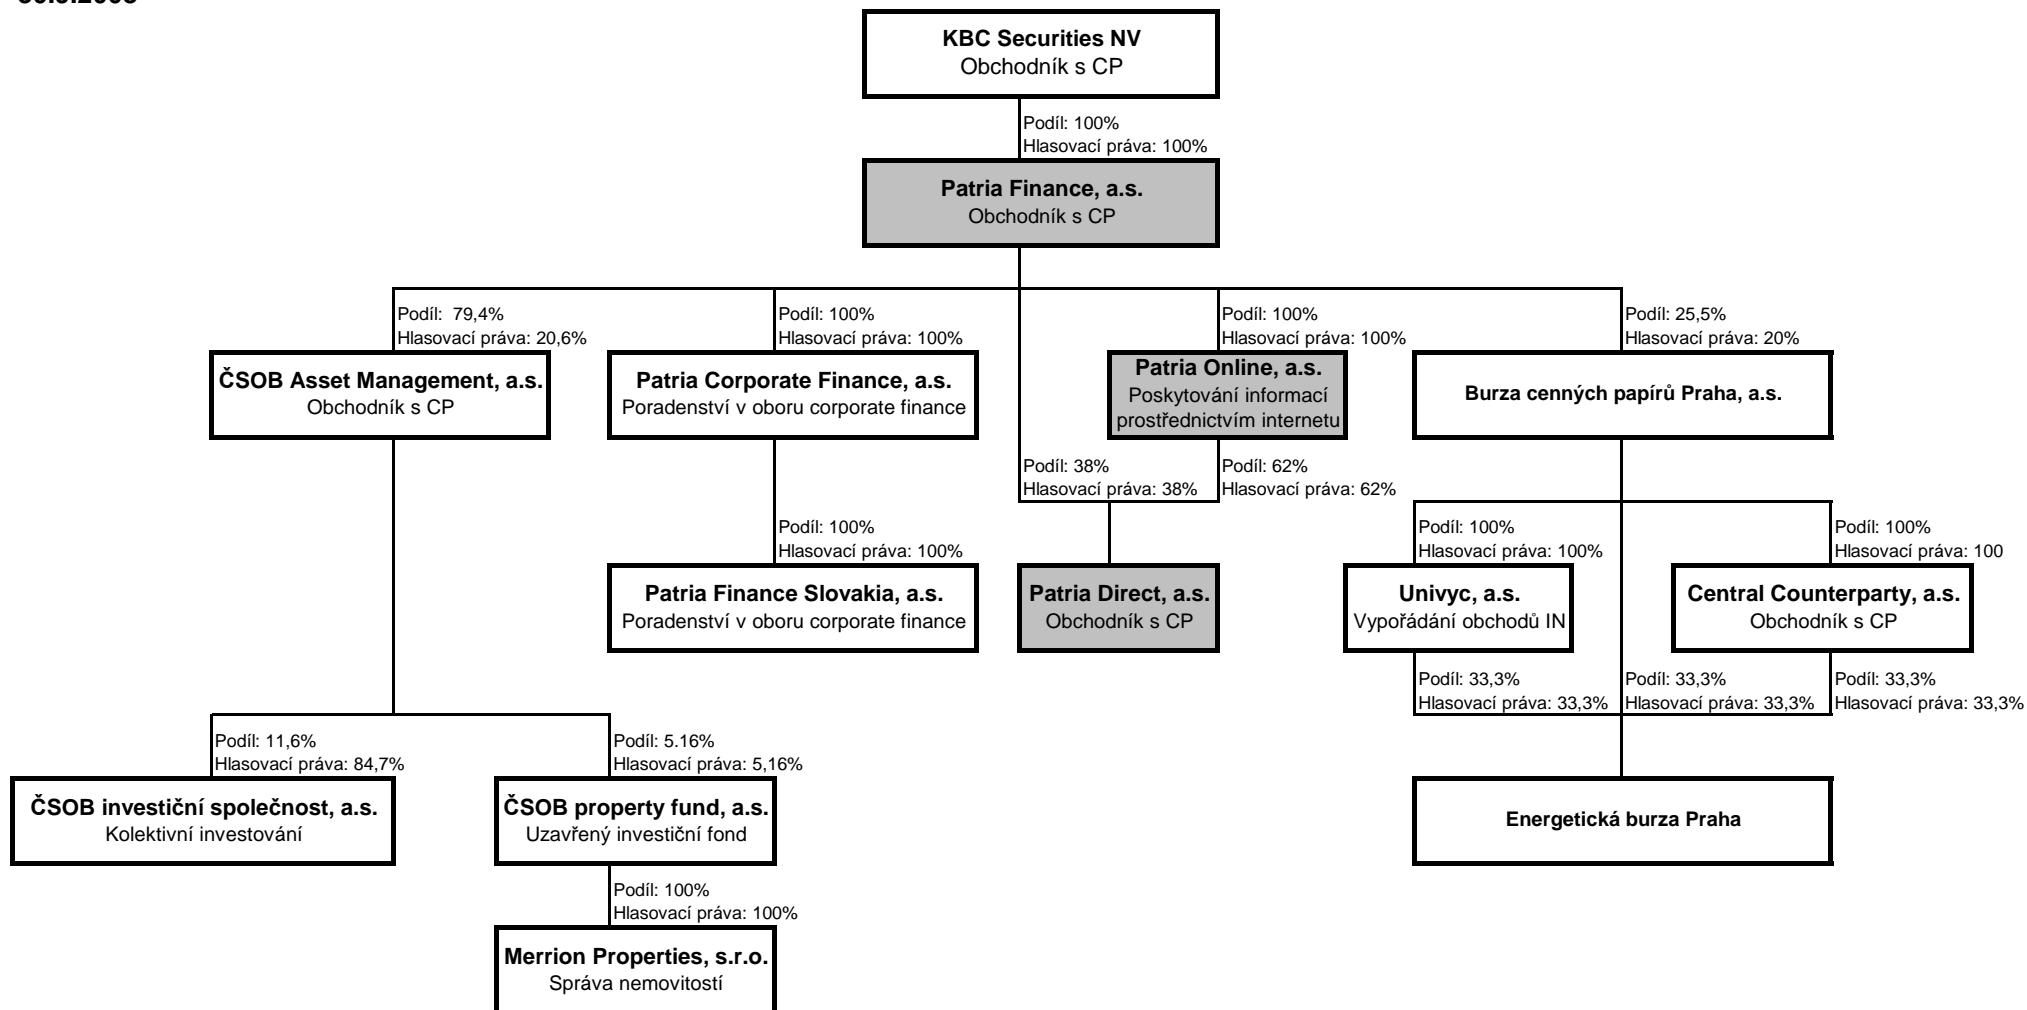 KBC Securities NV
Obchodník s CP
Podíl: 100%
Hlasovací práva: 100%
Patria Finance, a.s.
Obchodník s CP
Podíl:  79,4%
Hlasovací práva: 20,6%
Podíl: 100%
Hlasovací práva: 100%
Podíl: 100%
Hlasovací práva: 100%
Podíl: 25,5%
Hlasovací práva: 20%
ČSOB Asset Management, a.s.
Obchodník s CP
Patria Corporate Finance, a.s.
Poradenství v oboru corporate finance
Patria Online, a.s.
Poskytování informací
prostřednictvím internetu
Burza cenných papírů Praha, a.s.
Podíl: 38%
Hlasovací práva: 38%
Podíl: 62%
Hlasovací práva: 62%
Podíl: 100%
Hlasovací práva: 100%
Podíl: 100%
Hlasovací práva: 100%
Podíl: 100%
Hlasovací práva: 100
Patria Finance Slovakia, a.s.
Poradenství v oboru corporate finance
Patria Direct, a.s.
Obchodník s CP
Univyc, a.s.
Vypořádání obchodů IN
Central Counterparty, a.s.
Obchodník s CP
Podíl: 33,3%
Hlasovací práva: 33,3%
Podíl: 33,3%
Hlasovací práva: 33,3%
Podíl: 33,3%
Hlasovací práva: 33,3%
Podíl: 11,6%
Hlasovací práva: 84,7%
Podíl: 5.16%
Hlasovací práva: 5,16%
ČSOB investiční společnost, a.s.
Kolektivní investování
ČSOB property fund, a.s.
Uzavřený investiční fond
Energetická burza Praha
Podíl: 100%
Hlasovací práva: 100%
Merrion Properties, s.r.o.
Správa nemovitostí